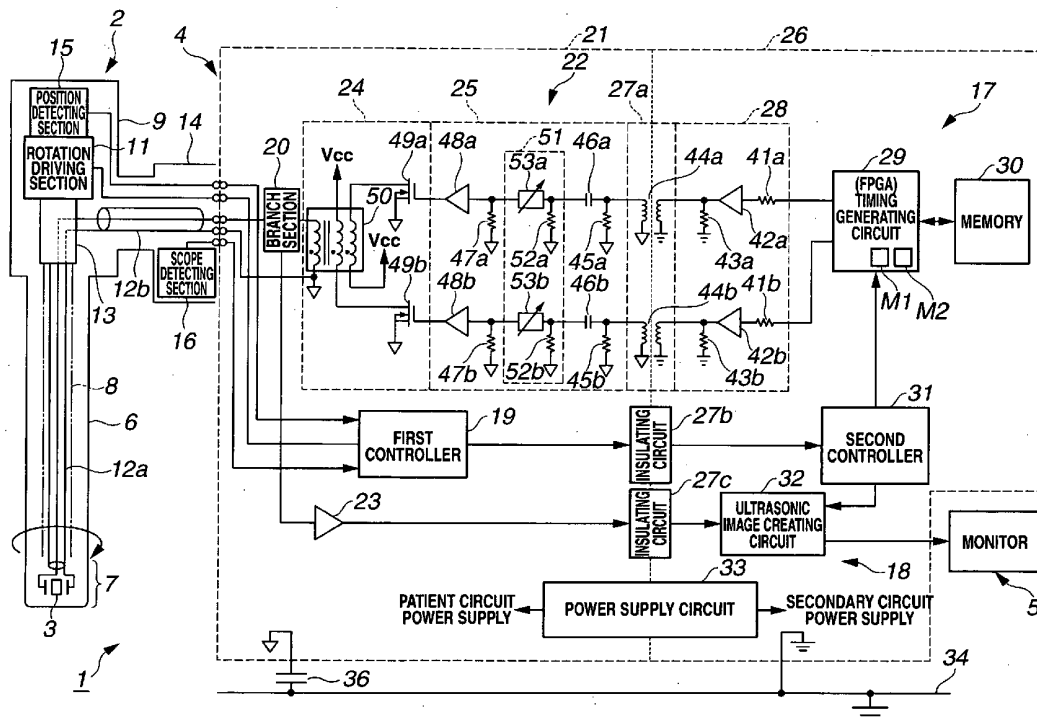 2
15
POSITION
DETECTING
SECTION
9
11
ROTATION
DRIVING
SECTION
14
4
21
26
22
24
25
27a
28
17
20
BRANCH
SECTION
Vcc
49a
48a
51
53a
46a
44a
41a
29
(FPGA)
TIMING
GENERATING
CIRCUIT
30
MEMORY
50
Vcc
47a
52a
45a
43a
42a
M1
M2
49b
48b
53b
46b
44b
41b
12b
SCOPE
DETECTING
SECTION
13
16
47b
52b
45b
43b
42b
8
6
12a
19
FIRST
CONTROLLER
27b
INSULATING
CIRCUIT
31
SECOND
CONTROLLER
23
27c
INSULATING
CIRCUIT
32
ULTRASONIC
IMAGE CREATING
CIRCUIT
18
MONITOR
5
7
3
33
PATIENT CIRCUIT
POWER SUPPLY
POWER SUPPLY CIRCUIT
SECONDARY CIRCUIT
POWER SUPPLY
1
36
34